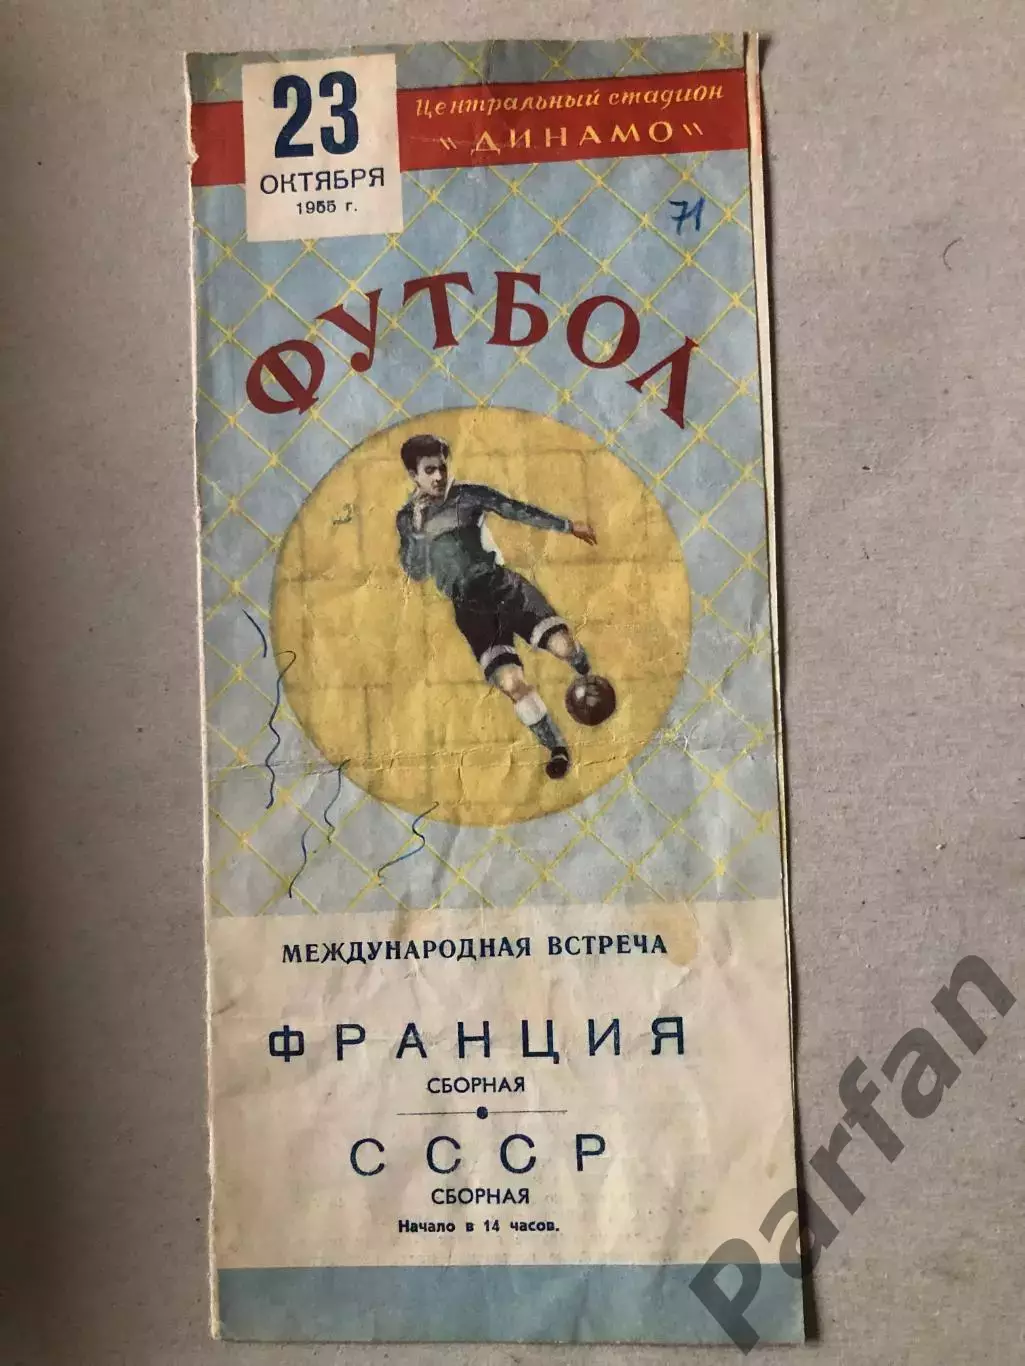 23
ОКТЯБРЯ
1955 г.
Центральный стадион
„ДИНАМО"
71
ФУТБОЛ
МЕЖДУНАРОДНАЯ ВСТРЕЧА
ФРАНЦИЯ
СБОРНАЯ
СССР
СБОРНАЯ
Начало в 14 часов.
Parfan